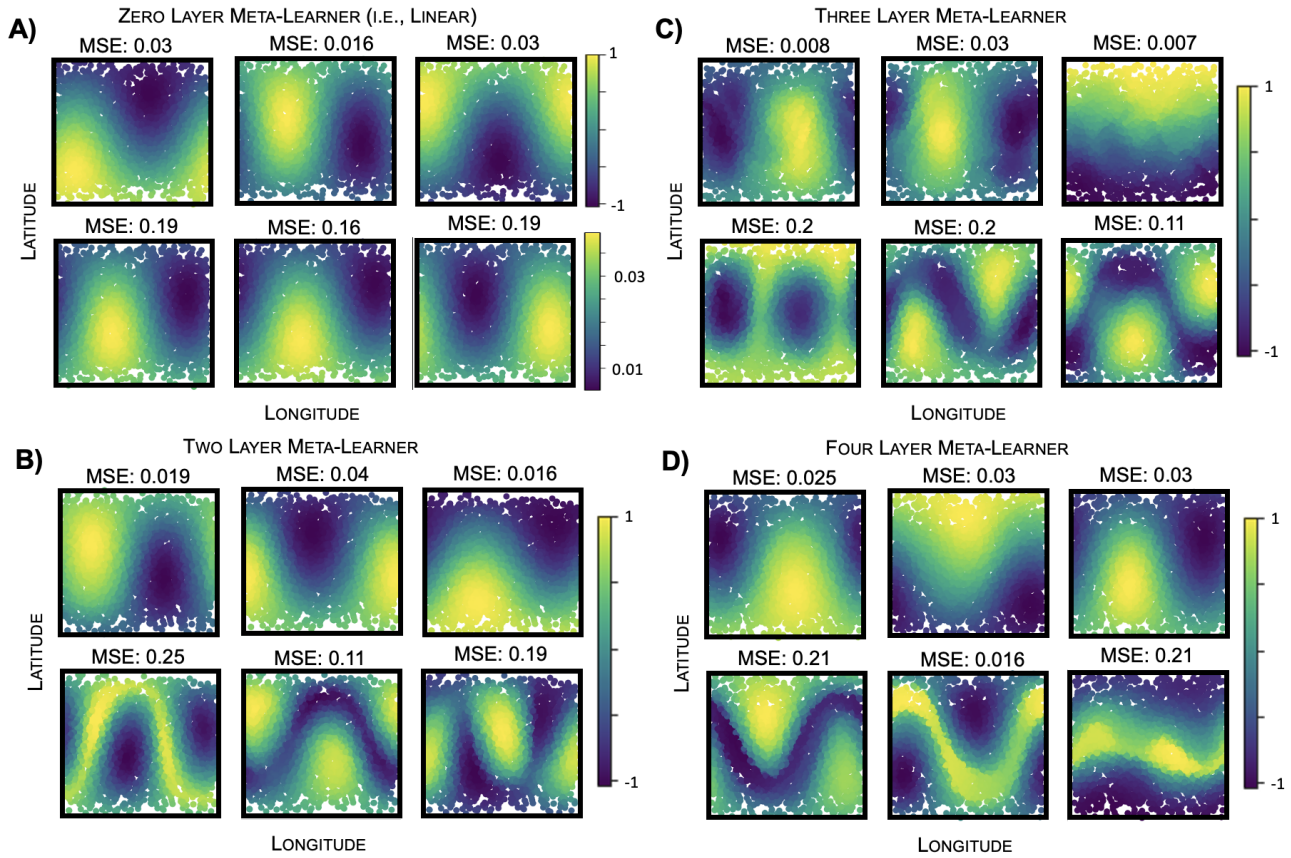 A)
ZERO LAYER META-LEARNER (I.E., LINEAR)
MSE: 0.03 MSE: 0.016 MSE: 0.03
1
-1
MSE: 0.19 MSE: 0.16 MSE: 0.19
0.03
0.01
LATITUDE
LONGITUDE
B)
TWO LAYER META-LEARNER
MSE: 0.019 MSE: 0.04 MSE: 0.016
1
MSE: 0.25 MSE: 0.11 MSE: 0.19
-1
LATITUDE
LONGITUDE
C)
THREE LAYER META-LEARNER
MSE: 0.008 MSE: 0.03 MSE: 0.007
1
MSE: 0.2 MSE: 0.2 MSE: 0.11
-1
LATITUDE
LONGITUDE
D)
FOUR LAYER META-LEARNER
MSE: 0.025 MSE: 0.03 MSE: 0.03
1
MSE: 0.21 MSE: 0.016 MSE: 0.21
-1
LATITUDE
LONGITUDE